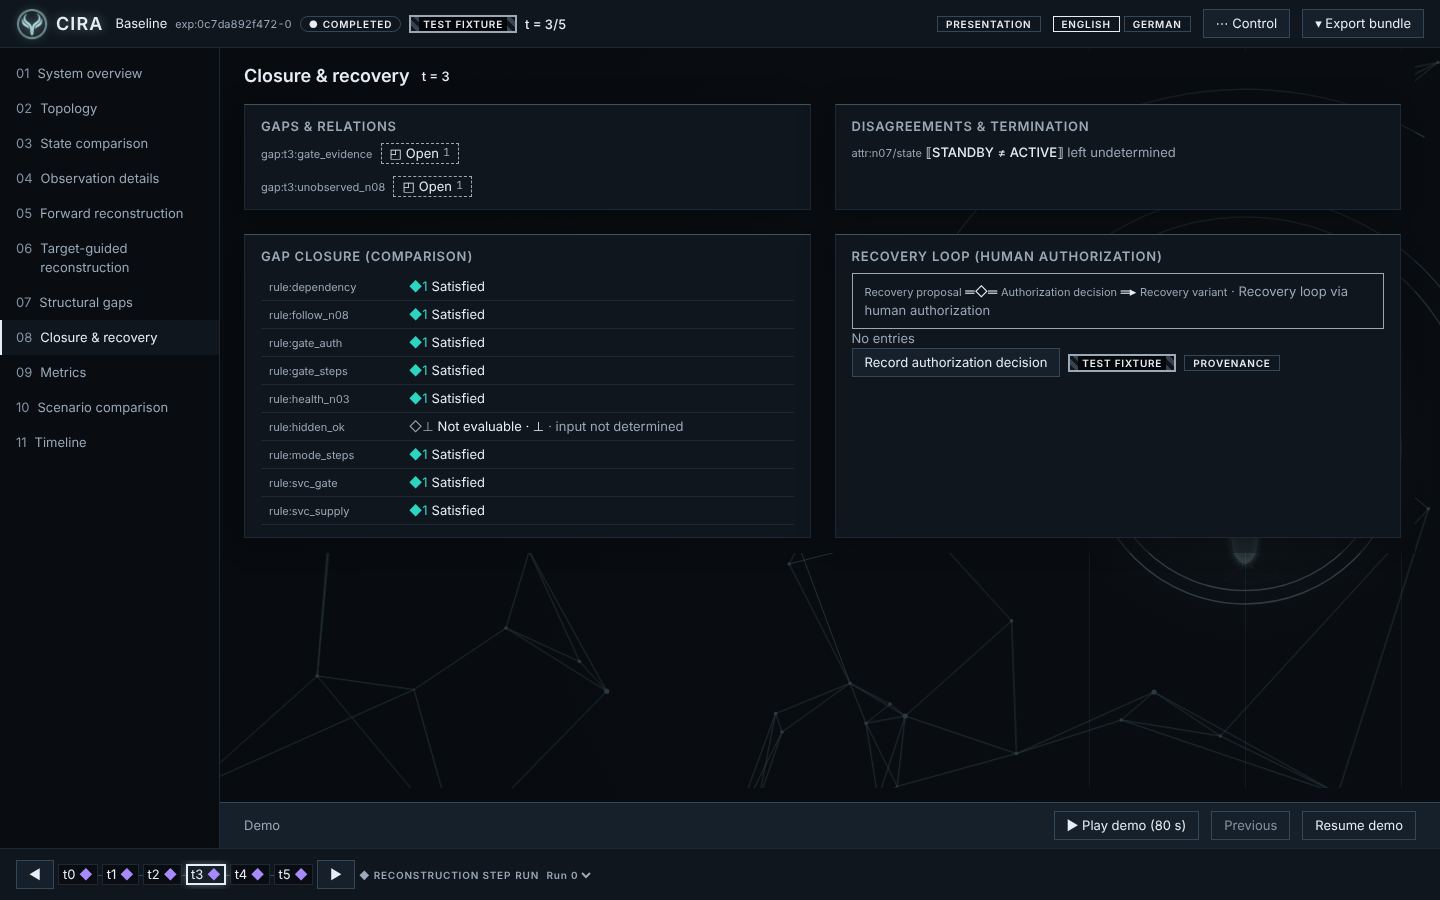 CIRA Baseline exp:0c7da892f472-0 ● COMPLETED TEST FIXTURE t = 3/5 PRESENTATION ENGLISH GERMAN ··· Control ▾ Export bundle
01 System overview
02 Topology
03 State comparison
04 Observation details
05 Forward reconstruction
06 Target-guided
reconstruction
07 Structural gaps
08 Closure & recovery
09 Metrics
10 Scenario comparison
11 Timeline
Closure & recovery t = 3
GAPS & RELATIONS
gap:t3:gate_evidence ◰ Open 1
gap:t3:unobserved_n08 ◰ Open 1
DISAGREEMENTS & TERMINATION
attr:n07/state ⟦STANDBY ≠ ACTIVE⟧ left undetermined
GAP CLOSURE (COMPARISON)
rule:dependency ◆1 Satisfied
rule:follow_n08 ◆1 Satisfied
rule:gate_auth ◆1 Satisfied
rule:gate_steps ◆1 Satisfied
rule:health_n03 ◆1 Satisfied
rule:hidden_ok ◇⊥ Not evaluable · ⊥ · input not determined
rule:mode_steps ◆1 Satisfied
rule:svc_gate ◆1 Satisfied
rule:svc_supply ◆1 Satisfied
RECOVERY LOOP (HUMAN AUTHORIZATION)
Recovery proposal ═◇═ Authorization decision ═▸ Recovery variant · Recovery loop via
human authorization
No entries
Record authorization decision TEST FIXTURE PROVENANCE
Demo ▶ Play demo (80 s) Previous Resume demo
◀ t0 ◆ t1 ◆ t2 ◆ t3 ◆ t4 ◆ t5 ◆ ▶ ◆ RECONSTRUCTION STEP RUN Run 0